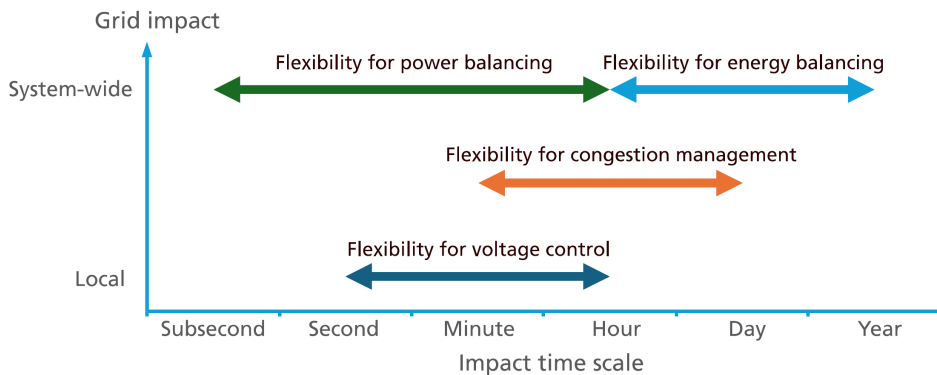 Grid impact
Flexibility for power balancing
Flexibility for energy balancing
System-wide
Flexibility for congestion management
Flexibility for voltage control
Local
Subsecond
Second
Minute
Hour
Day
Year
Impact time scale